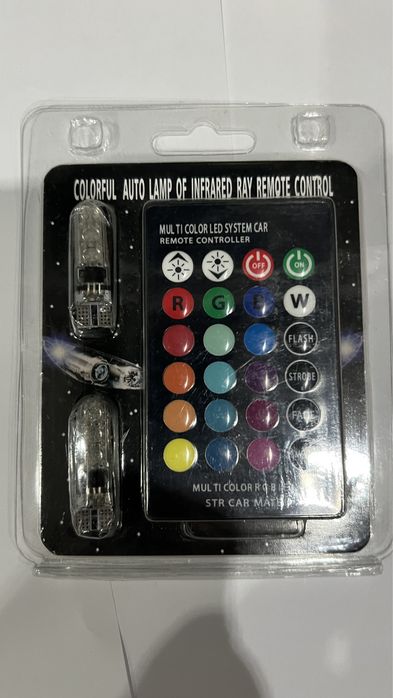 COLORFUL AUTO LAMP OF INFRARED RAY REMOTE CONTROL
MULTI COLOR LED SYSTEM CAR
REMOTE CONTROLLER
OFF ON
R G B W
FLASH
STROBE
MULTI COLOR R G B
STR CAR